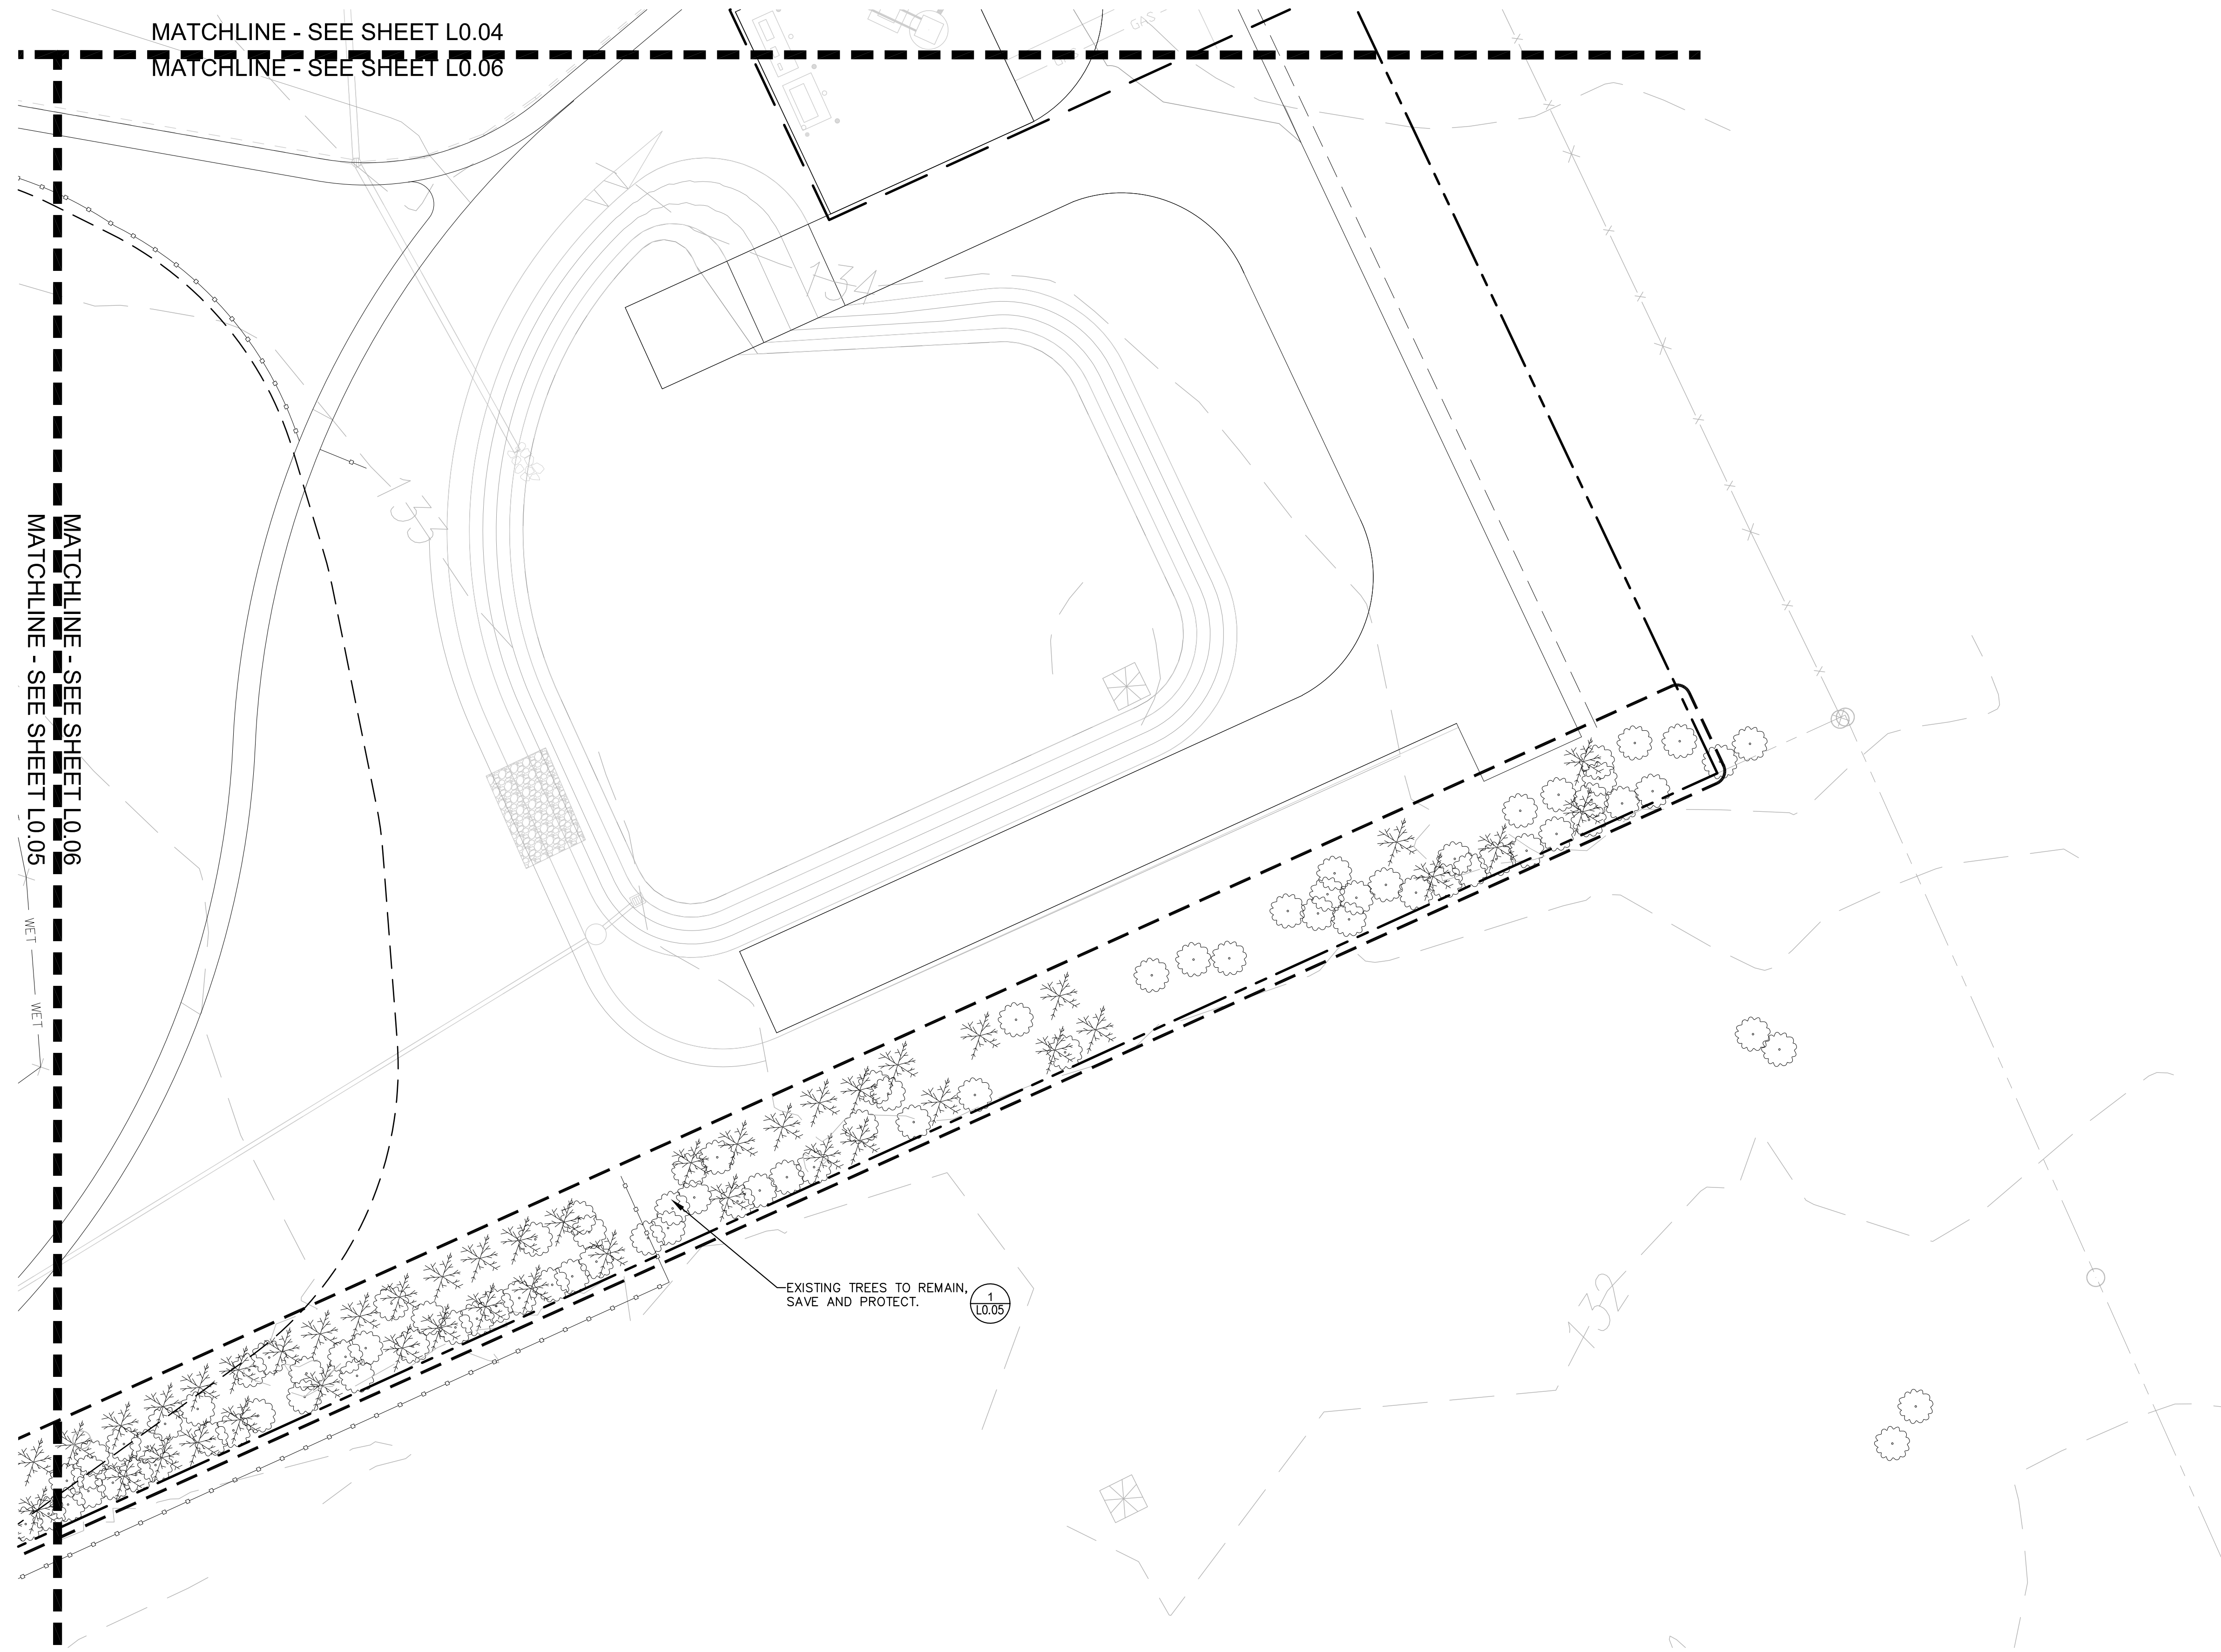 MATCHLINE - SEE SHEET L0.04
MATCHLINE - SEE SHEET L0.06
GAS
GAS
134
133
MATCHLINE - SEE SHEET L0.06
MATCHLINE - SEE SHEET L0.05
WET
WET
EXISTING TREES TO REMAIN,
SAVE AND PROTECT.
1
L0.05
132